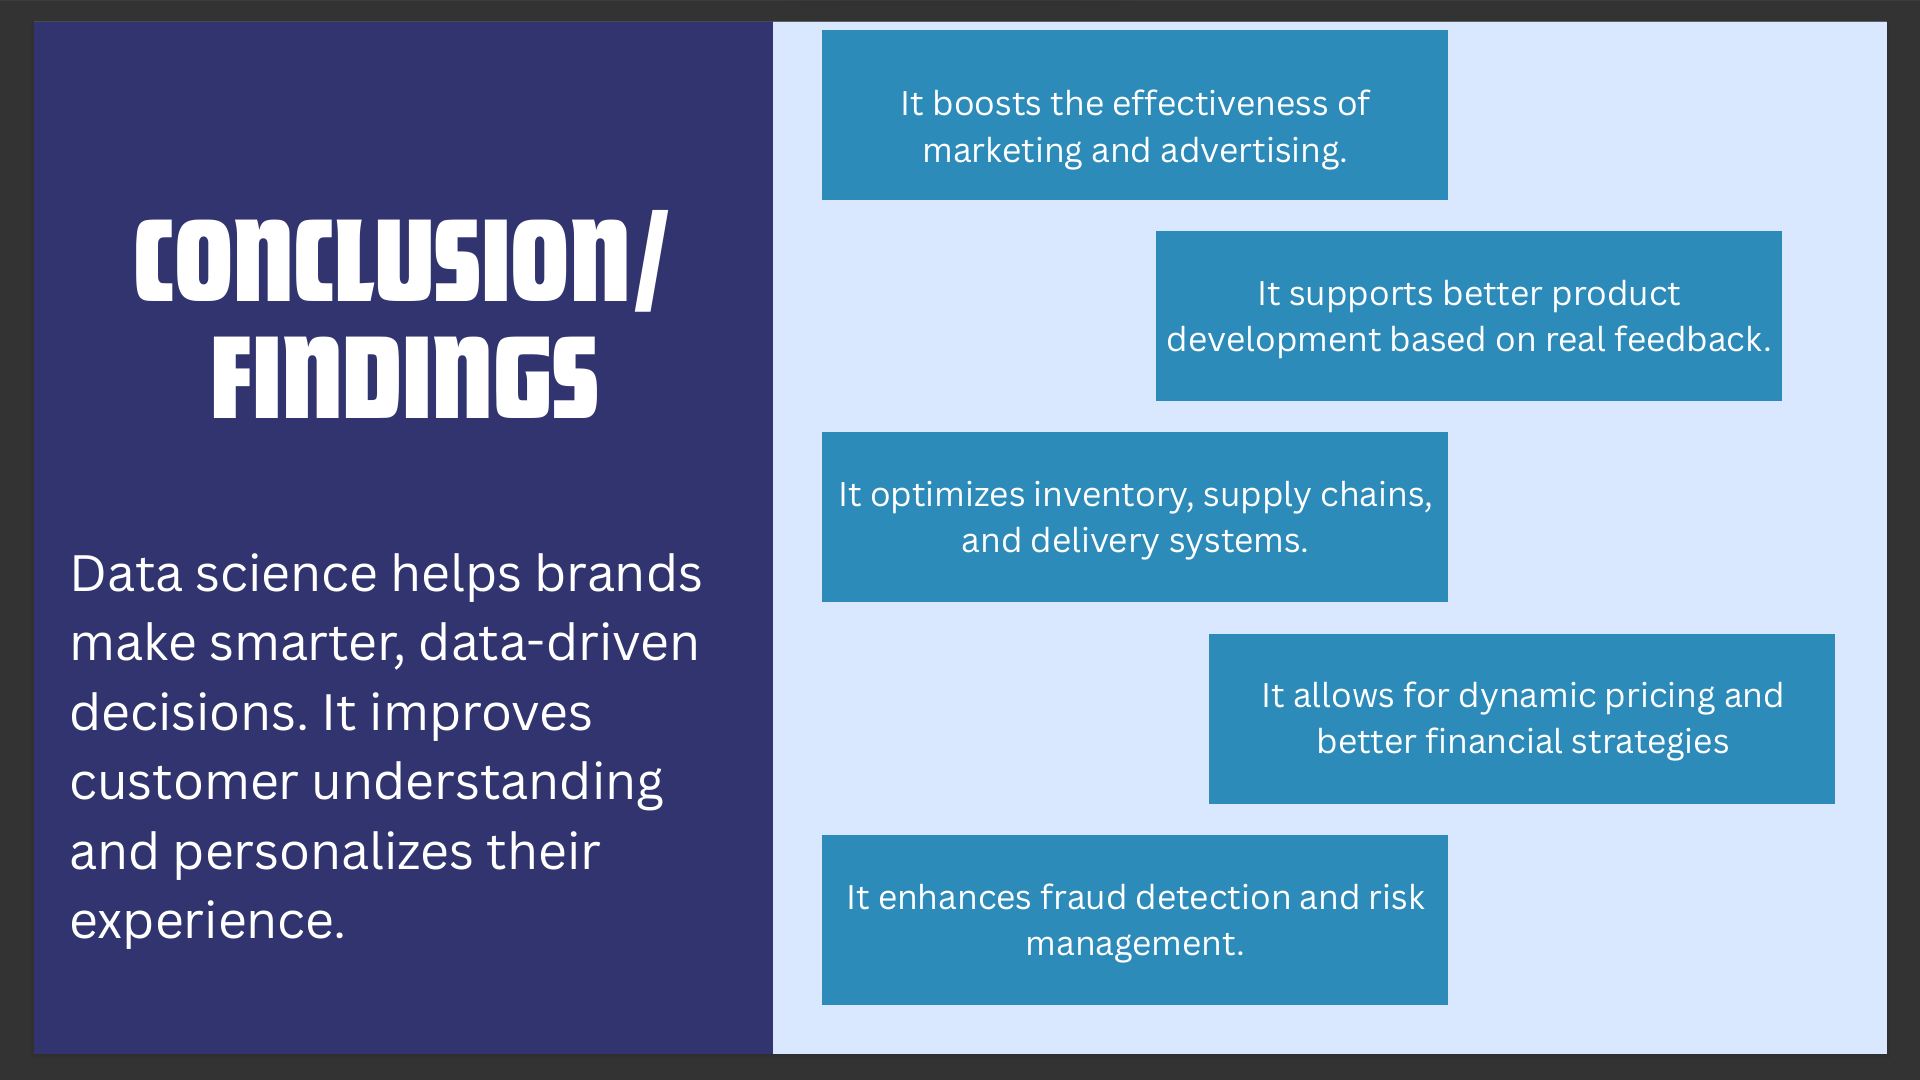 CONCLUSION/
FINDINGS
Data science helps brands
make smarter, data-driven
decisions. It improves
customer understanding
and personalizes their
experience.
It boosts the effectiveness of
marketing and advertising.
It supports better product
development based on real feedback.
It optimizes inventory, supply chains,
and delivery systems.
It allows for dynamic pricing and
better financial strategies
It enhances fraud detection and risk
management.